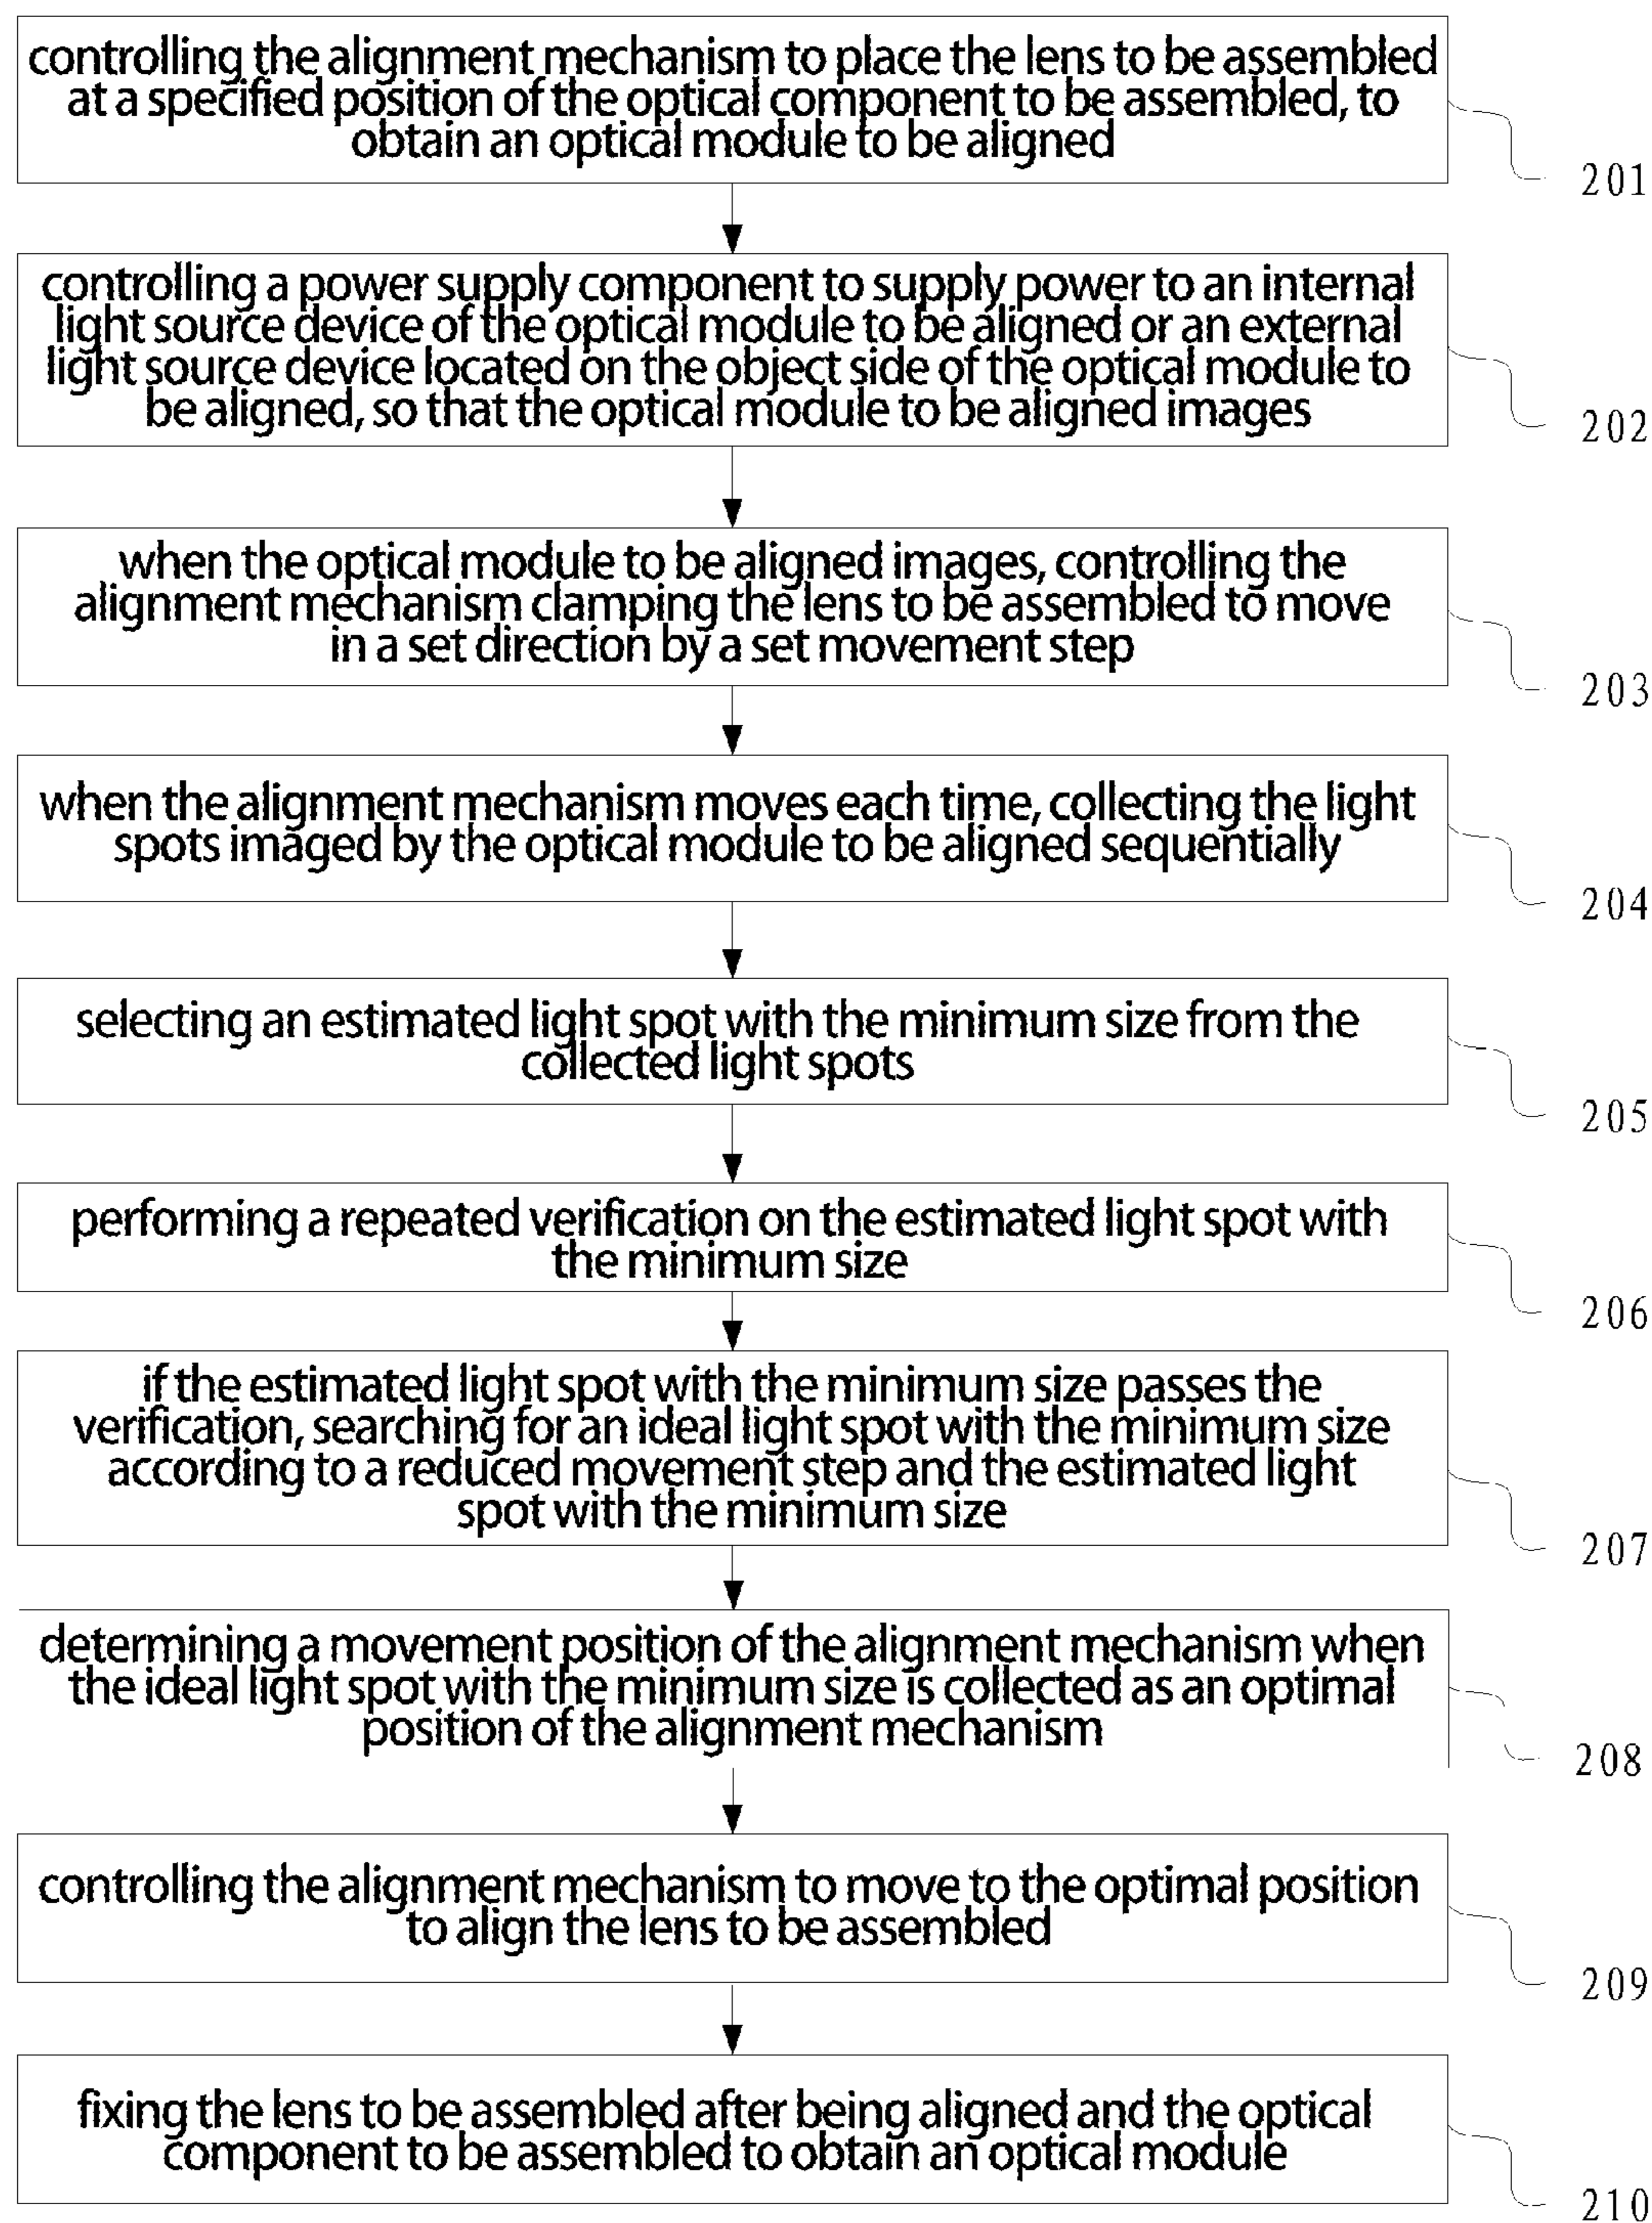 controlling the alignment mechanism to place the lens to be assembled
at a specified position of the optical component to be assembled, to
obtain an optical module to be aligned
201
controlling a power supply component to supply power to an internal
light source device of the optical module to be aligned or an external
light source device located on the object side of the optical module to
be aligned, so that the optical module to be aligned images
202
when the optical module to be aligned images, controlling the
alignment mechanism clamping the lens to be assembled to move
in a set direction by a set movement step
203
when the alignment mechanism moves each time, collecting the light
spots imaged by the optical module to be aligned sequentially
204
selecting an estimated light spot with the minimum size from the
collected light spots
205
performing a repeated verification on the estimated light spot with
the minimum size
206
if the estimated light spot with the minimum size passes the
verification, searching for an ideal light spot with the minimum size
according to a reduced movement step and the estimated light
spot with the minimum size
207
determining a movement position of the alignment mechanism when
the ideal light spot with the minimum size is collected as an optimal
position of the alignment mechanism
208
controlling the alignment mechanism to move to the optimal position
to align the lens to be assembled
209
fixing the lens to be assembled after being aligned and the optical
component to be assembled to obtain an optical module
210